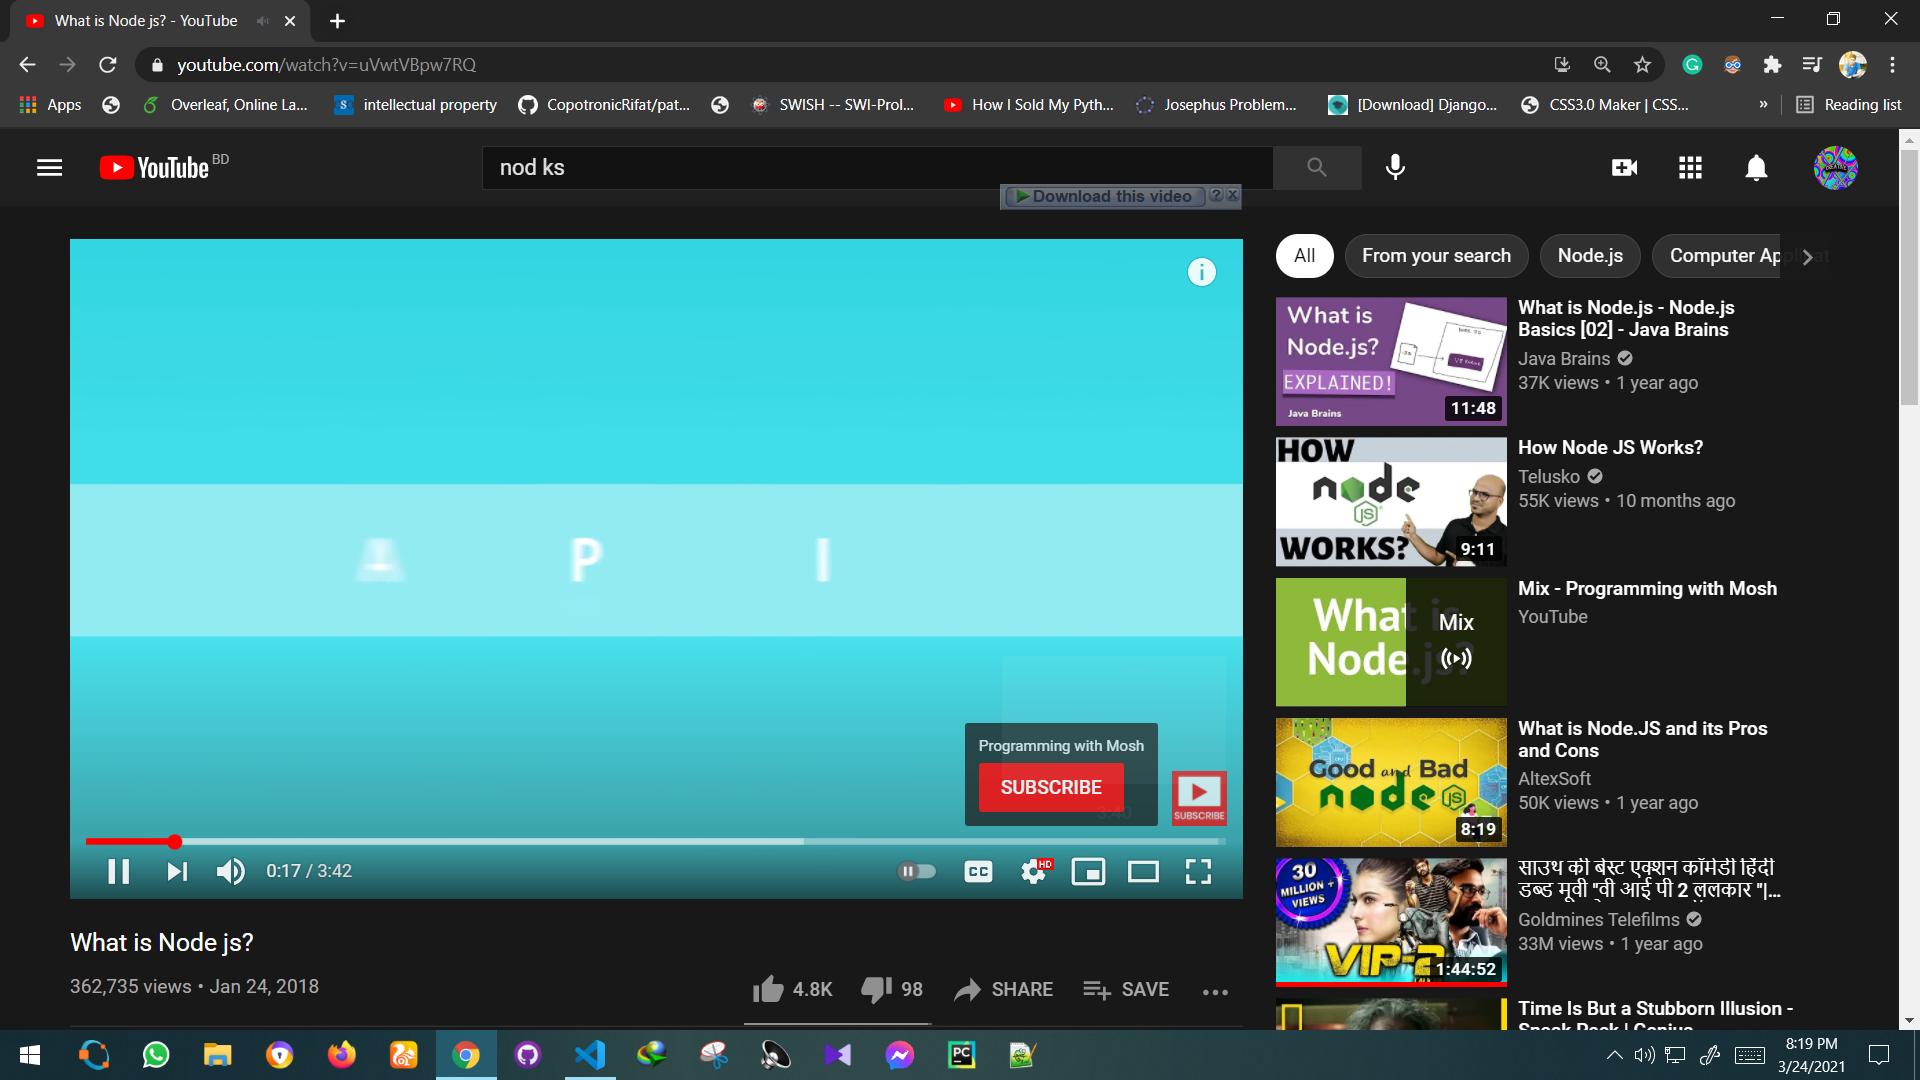 What is Node js? - YouTube
youtube.com/watch?v=uVwtVBpw7RQ
Apps
Overleaf, Online La...
intellectual property
CopotronicRifat/pat...
SWISH -- SWI-Prol...
How I Sold My Pyth...
Josephus Problem...
[Download] Django...
CSS3.0 Maker | CSS...
»
Reading list
YouTube BD
nod ks
Download this video
All
From your search
Node.js
A P I
Programming with Mosh
SUBSCRIBE
SUBSCRIBE
0:17 / 3:42
CC
HD
What is Node js?
362,735 views • Jan 24, 2018
4.8K
98
SHARE
SAVE
What is
Node.js?
EXPLAINED!
Java Brains
11:48
What is Node.js - Node.js
Basics [02] - Java Brains
Java Brains
37K views • 1 year ago
HOW
node
JS
WORKS?
9:11
How Node JS Works?
Telusko
55K views • 10 months ago
What is
Node.js?
Mix
Mix - Programming with Mosh
YouTube
Good and Bad
node JS
8:19
What is Node.JS and its Pros
and Cons
AltexSoft
50K views • 1 year ago
30
MILLION +
VIEWS
VIP-2
1:44:52
साउथ की बेस्ट एक्शन कॉमेडी हिंदी
डब्ड मूवी "वी आई पी 2 ललकार "|...
Goldmines Telefilms
33M views • 1 year ago
Time Is But a Stubborn Illusion -
8:19 PM
3/24/2021